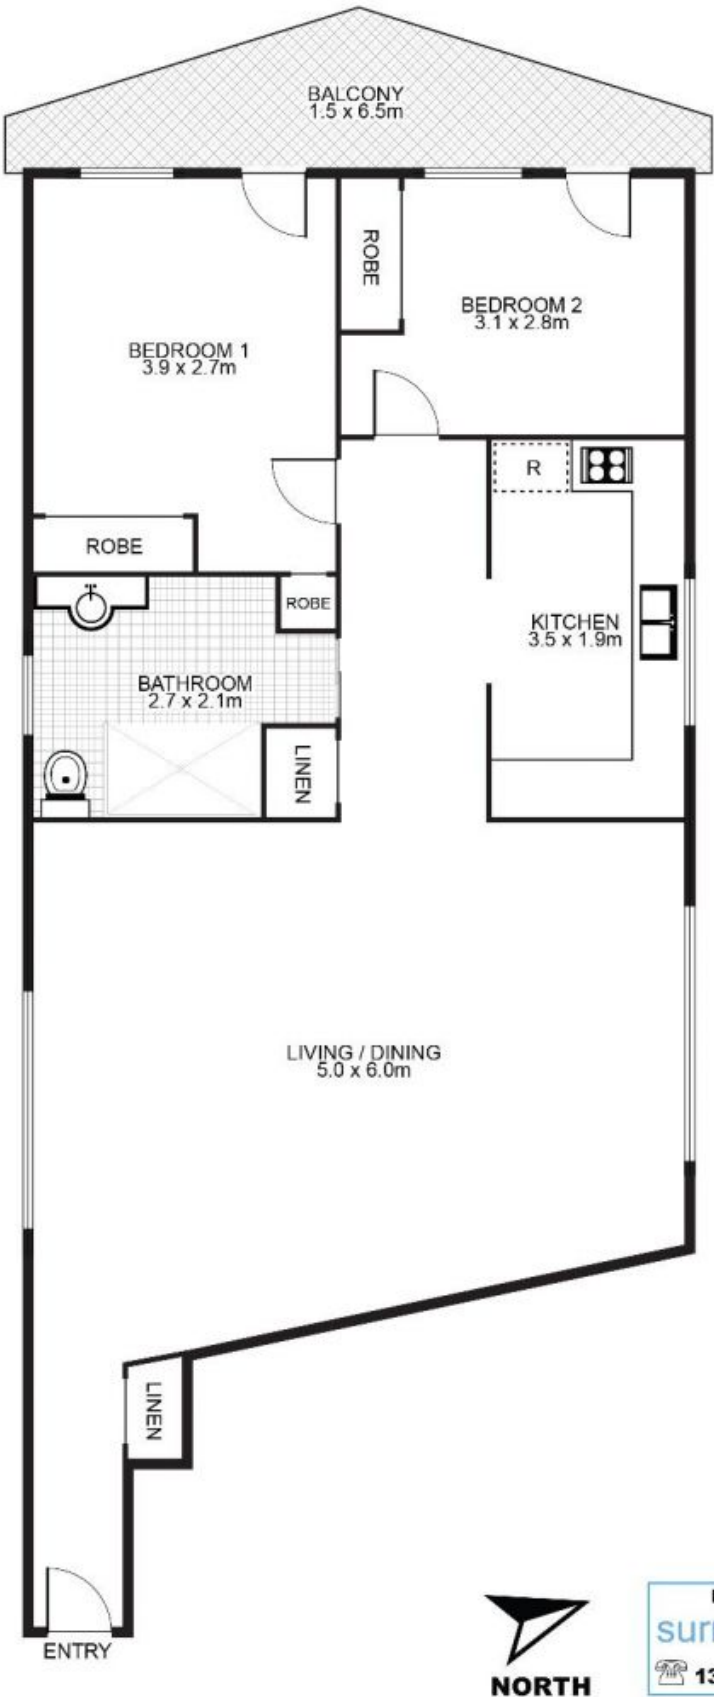 BALCONY
1.5 x 6.5m
ROBE
BEDROOM 2
3.1 x 2.8m
BEDROOM 1
3.9 x 2.7m
R
ROBE
ROBE
KITCHEN
3.5 x 1.9m
BATHROOM
2.7 x 2.1m
LINEN
LIVING / DINING
5.0 x 6.0m
LINEN
ENTRY
NORTH
surr
13